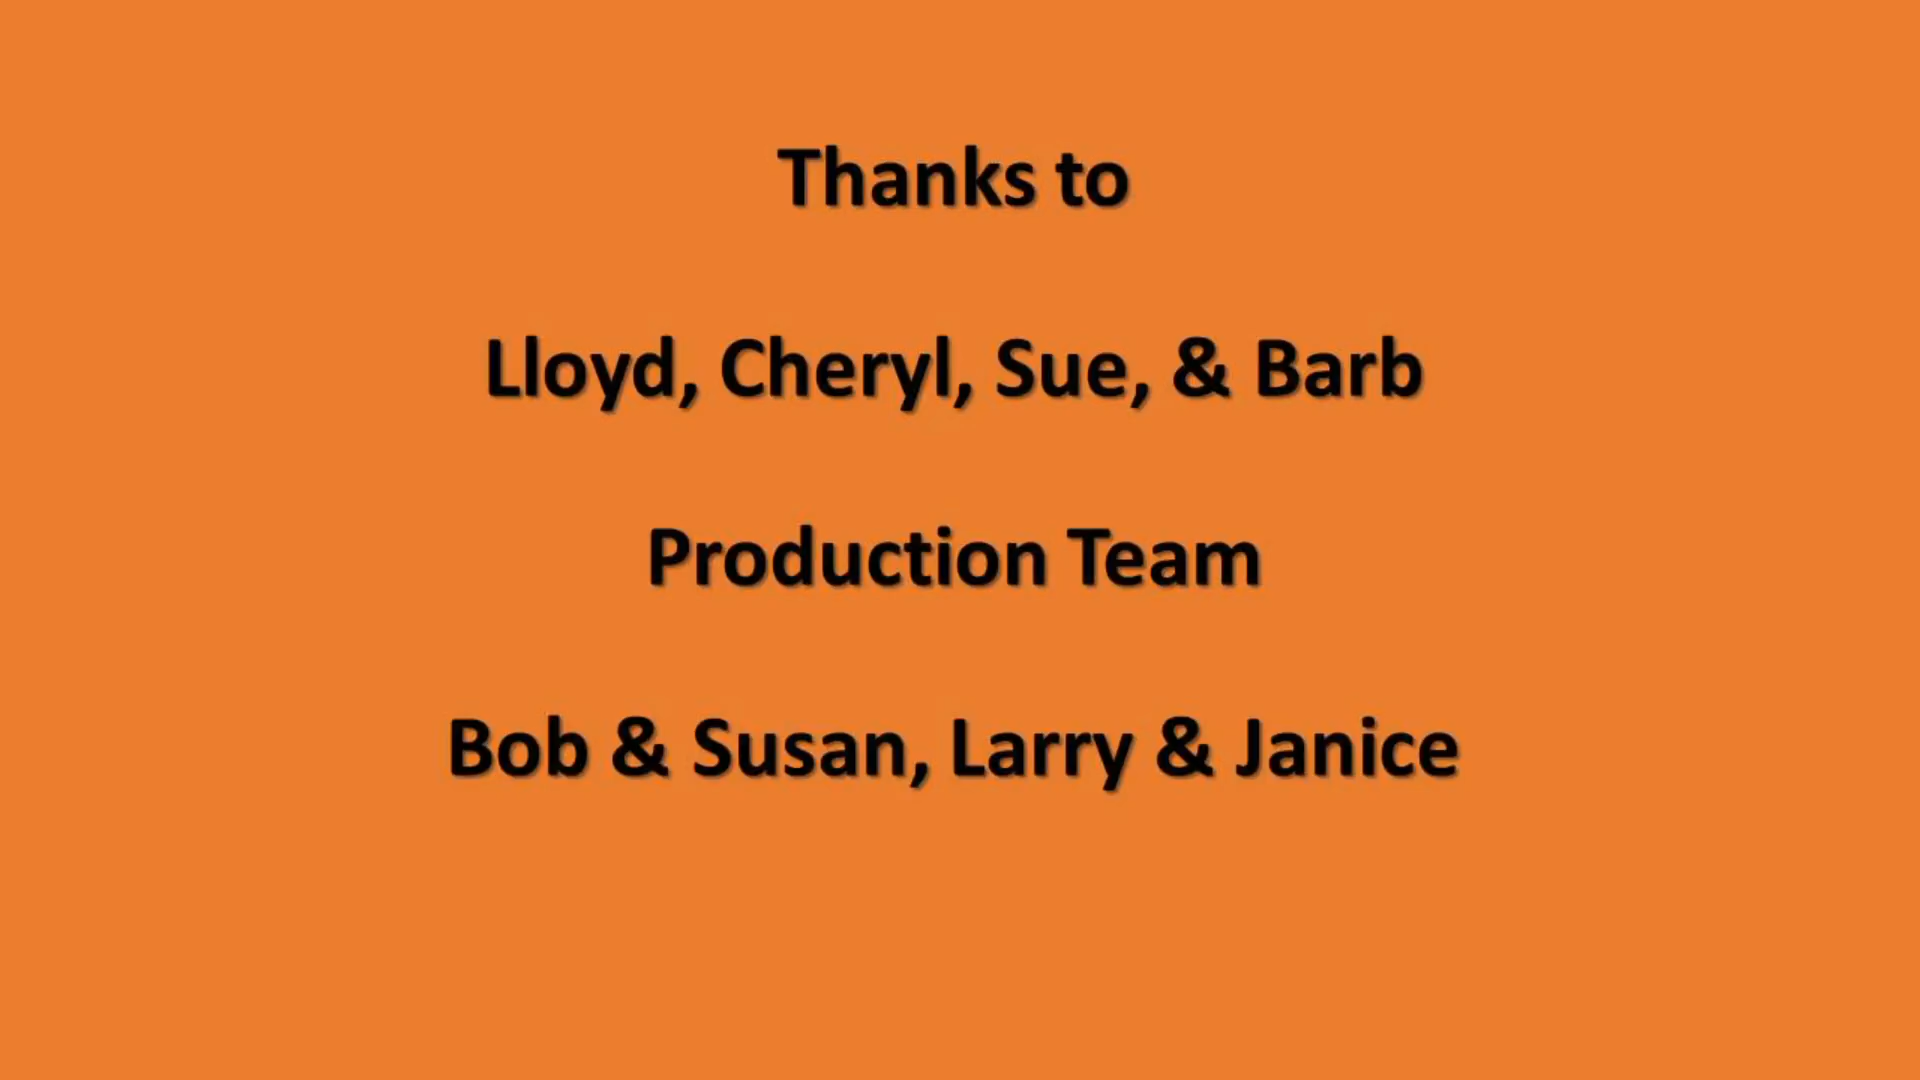 Thanks to
Lloyd, Cheryl, Sue, & Barb
Production Team
Bob & Susan, Larry & Janice